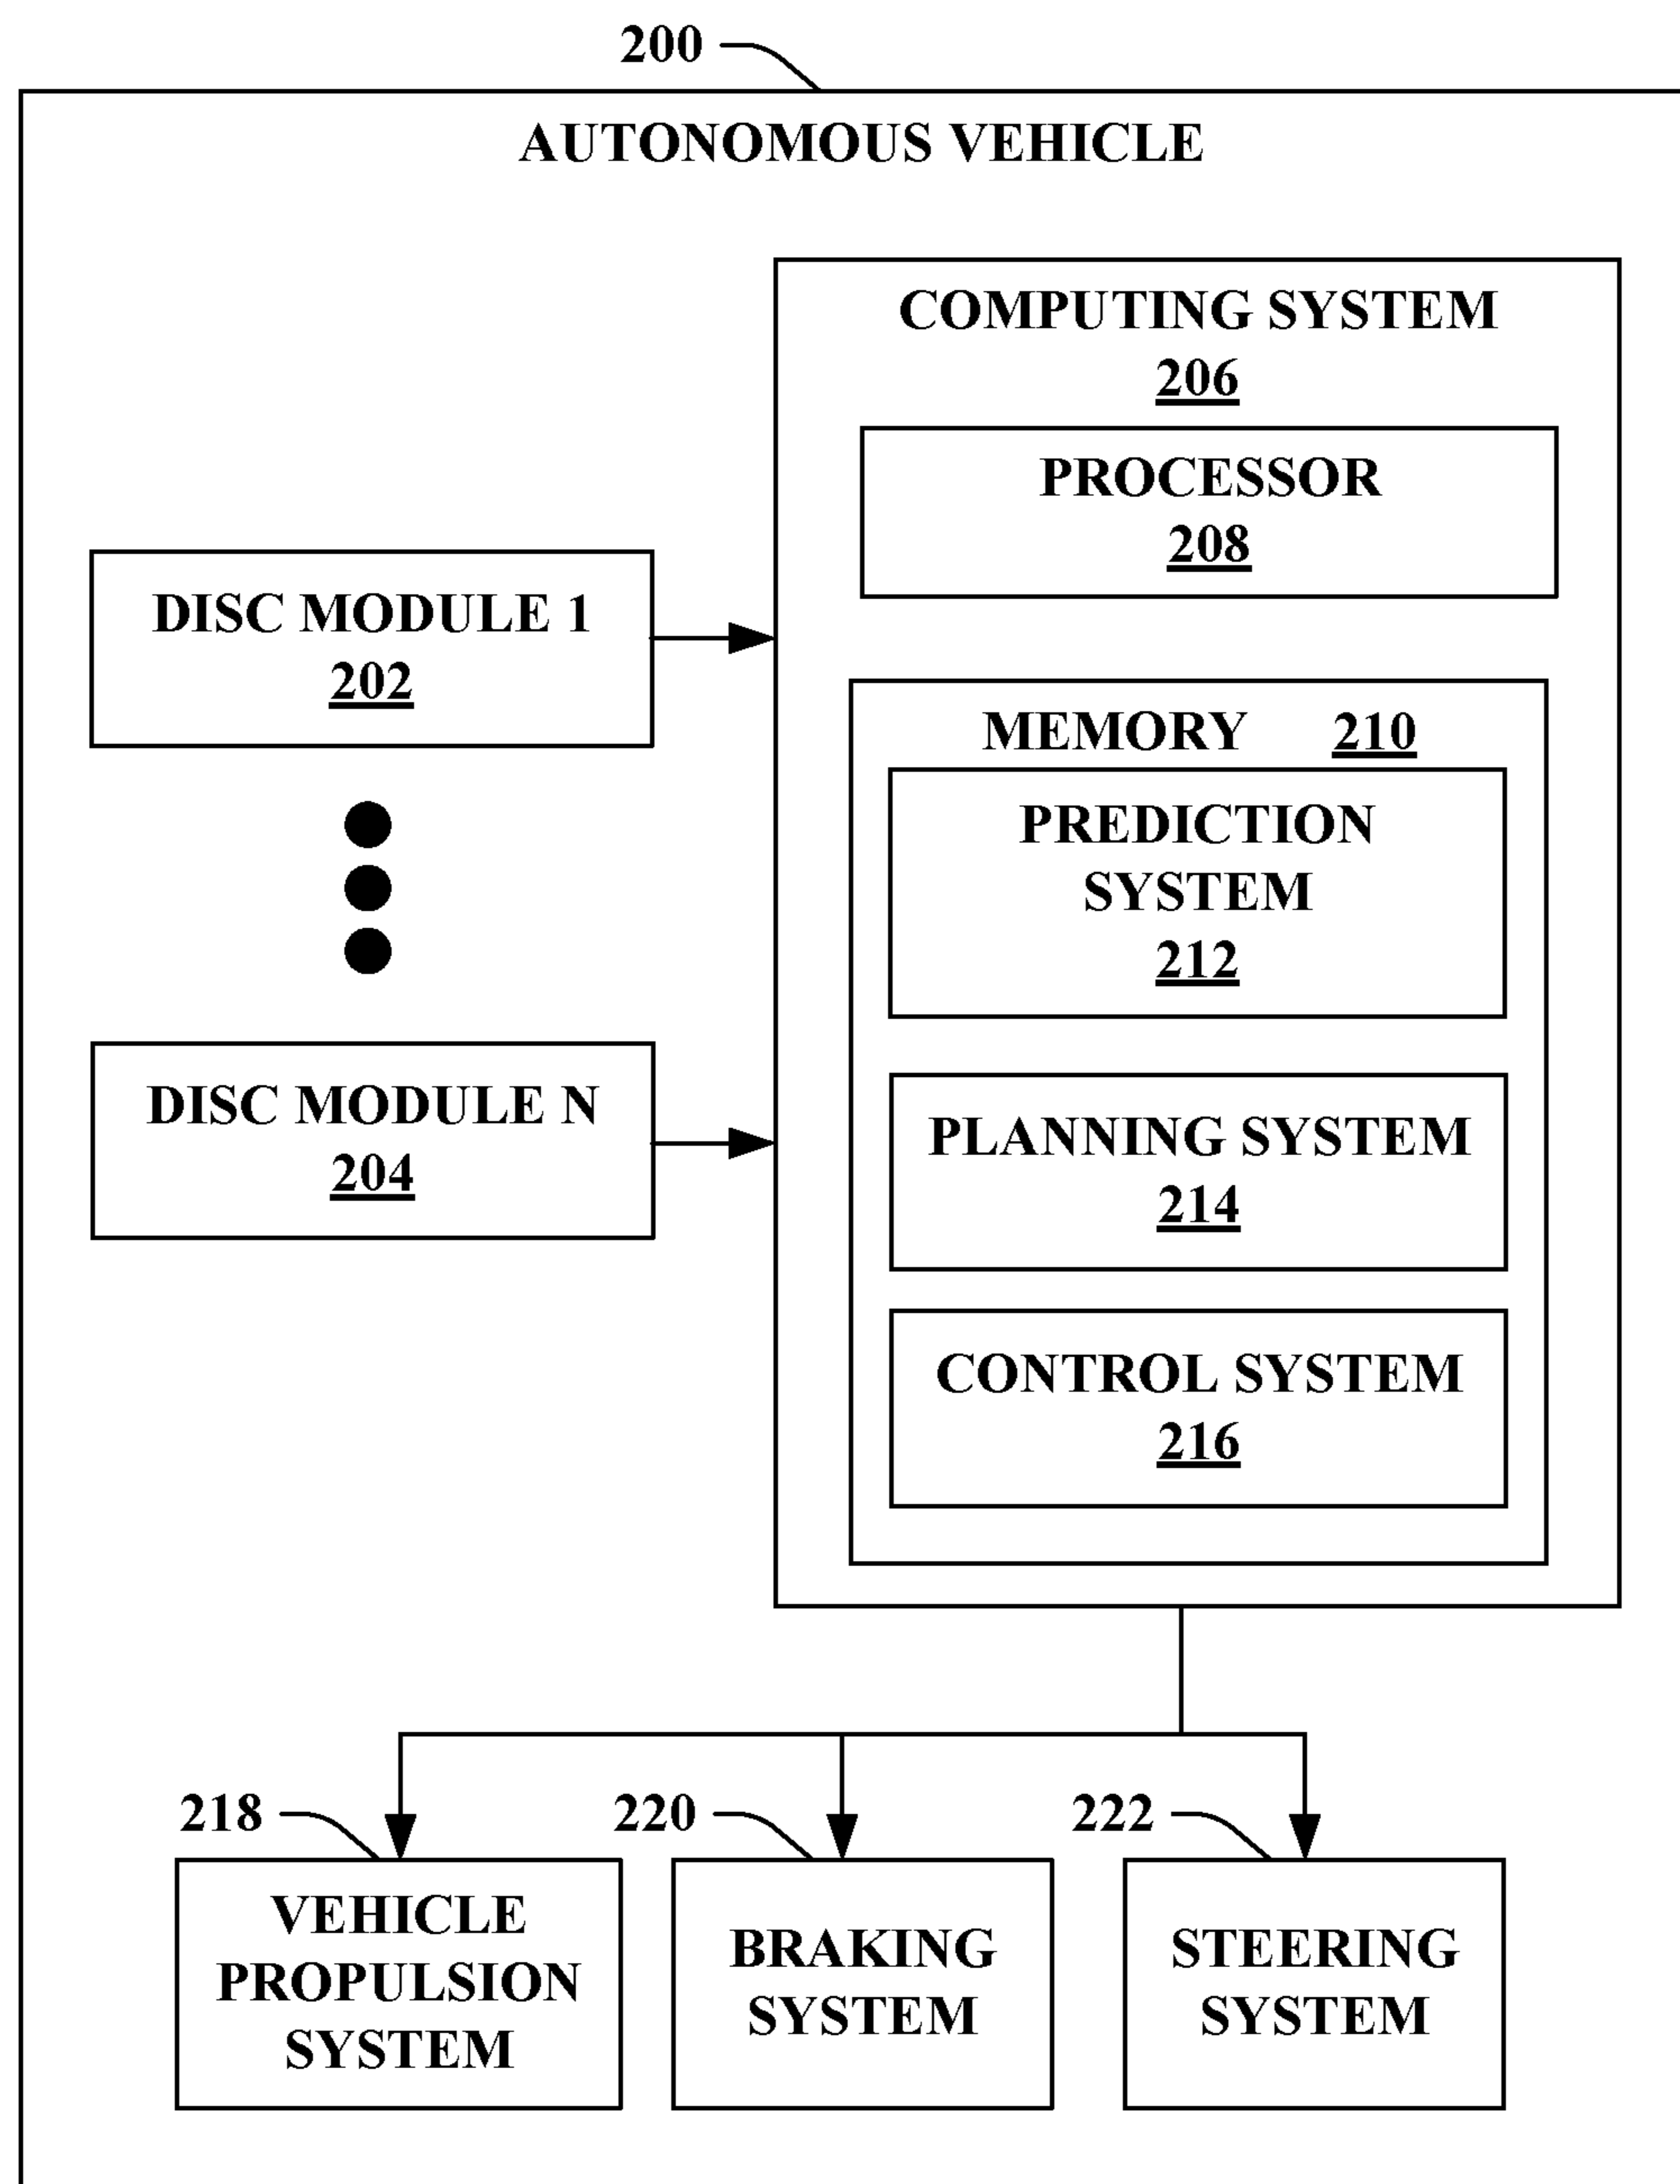 200
AUTONOMOUS VEHICLE
COMPUTING SYSTEM
206
PROCESSOR
208
DISC MODULE 1
202
MEMORY 210
PREDICTION
SYSTEM
212
DISC MODULE N
204
PLANNING SYSTEM
214
CONTROL SYSTEM
216
218
VEHICLE
PROPULSION
SYSTEM
220
BRAKING
SYSTEM
222
STEERING
SYSTEM